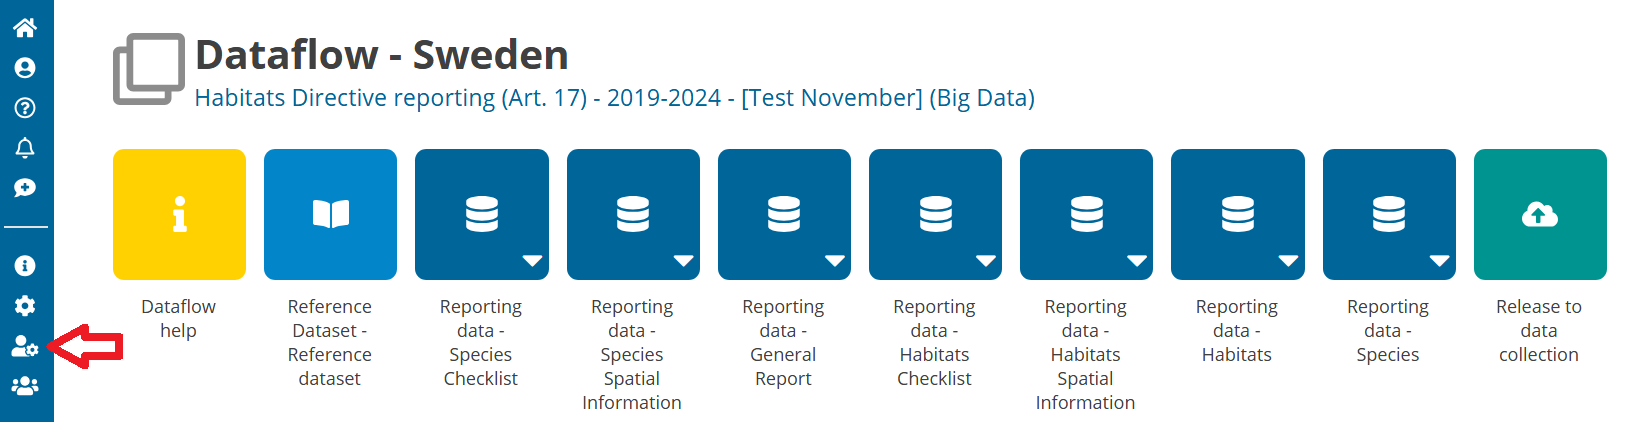 Dataflow - Sweden
Habitats Directive reporting (Art. 17) - 2019-2024 - [Test November] (Big Data)
Dataflow
help
Reference
Dataset -
Reference
dataset
Reporting
data -
Species
Checklist
Reporting
data -
Species
Spatial
Information
Reporting
data -
General
Report
Reporting
data -
Habitats
Checklist
Reporting
data -
Habitats
Spatial
Information
Reporting
data -
Habitats
Reporting
data -
Species
Release to
data
collection